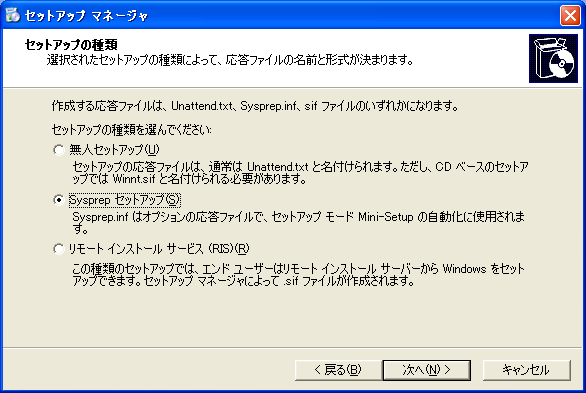 セットアップ マネージャ
セットアップの種類
選択されたセットアップの種類によって、応答ファイルの名前と形式が決まります。
作成する応答ファイルは、Unattend.txt、Sysprep.inf、.sif ファイルのいずれかになります。
セットアップの種類を選んでください:
無人セットアップ(U)
セットアップの応答ファイルは、通常は Unattend.txt と名付けられます。ただし、CD ベースのセットア
ップでは Winnt.sif と名付けられる必要があります。
Sysprep セットアップ(S)
Sysprep.inf はオプションの応答ファイルで、セットアップ モード Mini-Setup の自動化に使用されま
す。
リモート インストール サービス (RIS)(R)
この種類のセットアップでは、エンド ユーザーはリモート インストール サーバーから Windows をセット
アップできます。セットアップ マネージャによって .sif ファイルが作成されます。
< 戻る(B)
次へ(N) >
キャンセル